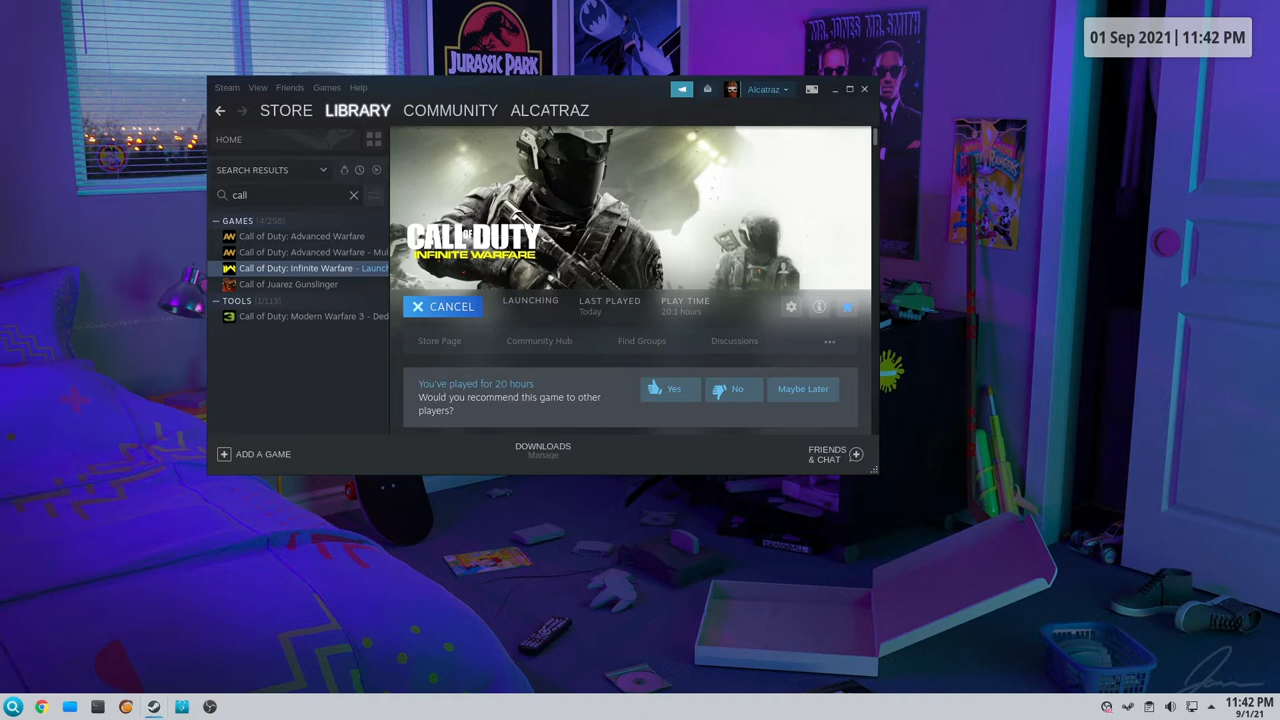 01 Sep 2021 | 11:42 PM
JURASSIC PARK
MR. JONES MR. SMITH
Steam View Friends Games Help
Alcatraz
STORE LIBRARY COMMUNITY ALCATRAZ
HOME
SEARCH RESULTS
call
GAMES (4/258)
Call of Duty: Advanced Warfare
Call of Duty: Advanced Warfare - Mul
Call of Duty: Infinite Warfare - Launch
Call of Juarez Gunslinger
TOOLS (1/113)
Call of Duty: Modern Warfare 3 - Ded
CALL OF DUTY
INFINITE WARFARE
CANCEL
LAUNCHING
LAST PLAYED
Today
PLAY TIME
20.1 hours
Store Page Community Hub Find Groups Discussions
You've played for 20 hours
Would you recommend this game to other
players?
Yes No Maybe Later
ADD A GAME
DOWNLOADS
Manage
FRIENDS
& CHAT
11:42 PM
9/1/21